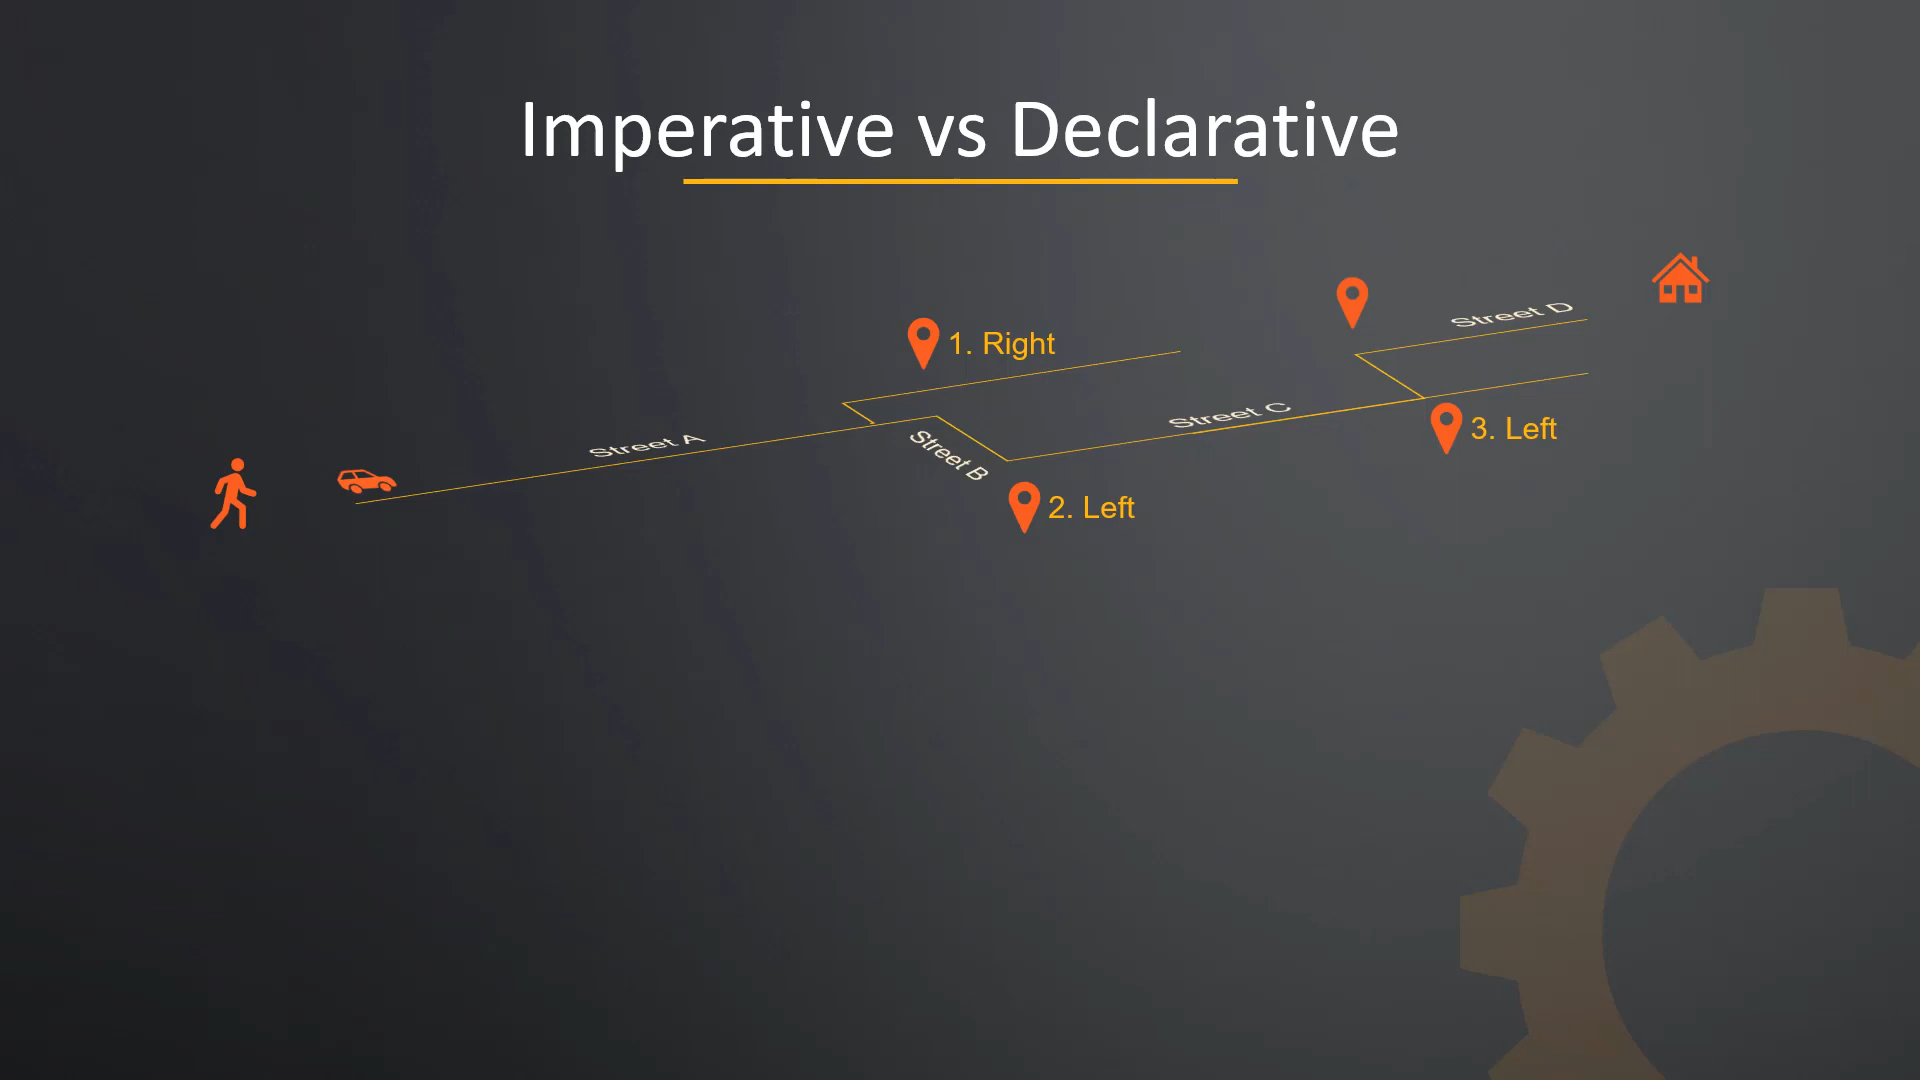 Imperative vs Declarative
Street D
1. Right
Street C
3. Left
Street A
Street B
2. Left